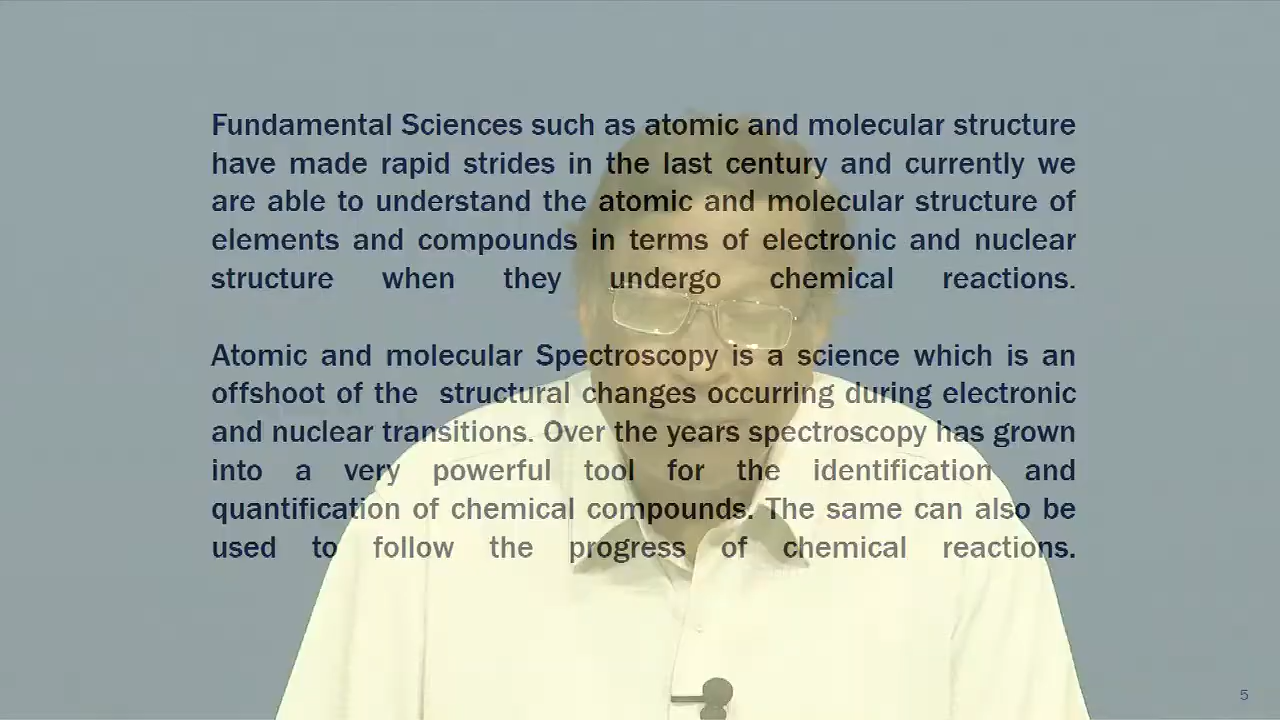 Fundamental Sciences such as atomic and molecular structure
have made rapid strides in the last century and currently we
are able to understand the atomic and molecular structure of
elements and compounds in terms of electronic and nuclear
structure when they undergo chemical reactions.
Atomic and molecular Spectroscopy is a science which is an
offshoot of the structural changes occurring during electronic
and nuclear transitions. Over the years spectroscopy has grown
into a very powerful tool for the identification and
quantification of chemical compounds. The same can also be
used to follow the progress of chemical reactions.
5